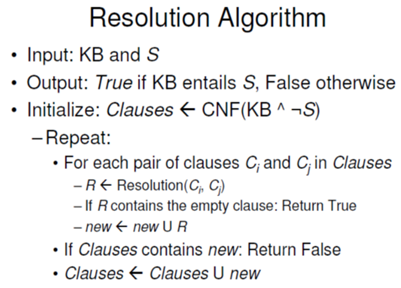 Resolution Algorithm
• Input: KB and S
• Output: True if KB entails S, False otherwise
• Initialize: Clauses ← CNF(KB ^ ¬S)
–Repeat:
• For each pair of clauses Ci and Cj in Clauses
– R ← Resolution(Ci, Cj)
– If R contains the empty clause: Return True
– new ← new U R
• If Clauses contains new: Return False
• Clauses ← Clauses U new